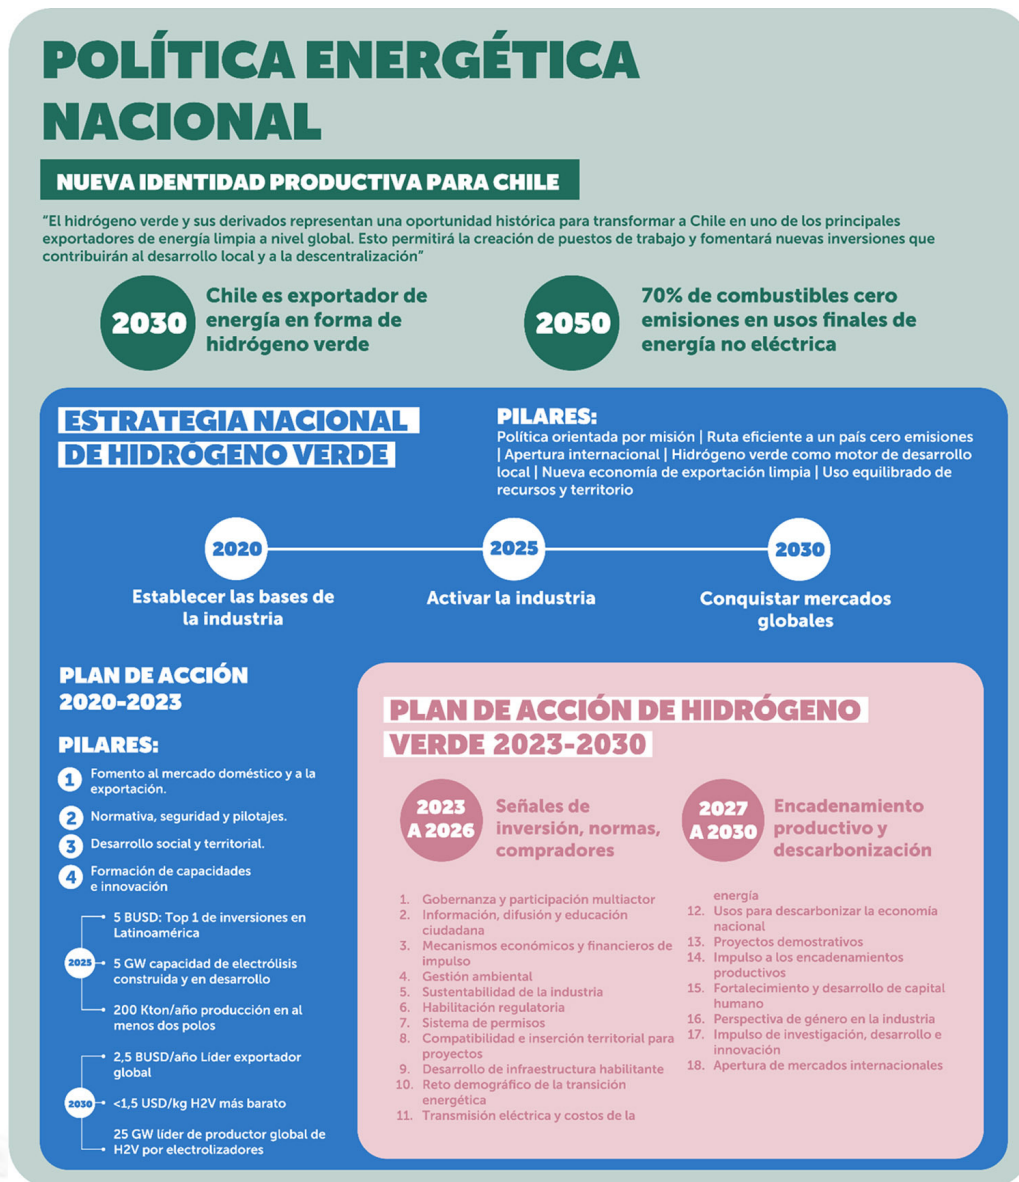 POLÍTICA ENERGÉTICA
NACIONAL
NUEVA IDENTIDAD PRODUCTIVA PARA CHILE
“El hidrógeno verde y sus derivados representan una oportunidad histórica para transformar a Chile en uno de los principales
exportadores de energía limpia a nivel global. Esto permitirá la creación de puestos de trabajo y fomentará nuevas inversiones que
contribuirán al desarrollo local y a la descentralización”
2030
Chile es exportador de
energía en forma de
hidrógeno verde
2050
70% de combustibles cero
emisiones en usos finales de
energía no eléctrica
ESTRATEGIA NACIONAL
DE HIDRÓGENO VERDE
PILARES:
Política orientada por misión | Ruta eficiente a un país cero emisiones
| Apertura internacional | Hidrógeno verde como motor de desarrollo
local | Nueva economía de exportación limpia | Uso equilibrado de
recursos y territorio
2020
Establecer las bases de
la industria
2025
Activar la industria
2030
Conquistar mercados
globales
PLAN DE ACCIÓN
2020-2023
PILARES:
1 Fomento al mercado doméstico y a la
exportación.
2 Normativa, seguridad y pilotajes.
3 Desarrollo social y territorial.
4 Formación de capacidades
e innovación
2025
5 BUSD: Top 1 de inversiones en
Latinoamérica
5 GW capacidad de electrólisis
construida y en desarrollo
200 Kton/año producción en al
menos dos polos
2030
2,5 BUSD/año Líder exportador
global
<1,5 USD/kg H2V más barato
25 GW líder de productor global de
H2V por electrolizadores
PLAN DE ACCIÓN DE HIDRÓGENO
VERDE 2023-2030
2023
A 2026
Señales de
inversión, normas,
compradores
1. Gobernanza y participación multiactor
2. Información, difusión y educación
ciudadana
3. Mecanismos económicos y financieros de
impulso
4. Gestión ambiental
5. Sustentabilidad de la industria
6. Habilitación regulatoria
7. Sistema de permisos
8. Compatibilidad e inserción territorial para
proyectos
9. Desarrollo de infraestructura habilitante
10. Reto demográfico de la transición
energética
11. Transmisión eléctrica y costos de la
2027
A 2030
Encadenamiento
productivo y
descarbonización
energía
12. Usos para descarbonizar la economía
nacional
13. Proyectos demostrativos
14. Impulso a los encadenamientos
productivos
15. Fortalecimiento y desarrollo de capital
humano
16. Perspectiva de género en la industria
17. Impulso de investigación, desarrollo e
innovación
18. Apertura de mercados internacionales